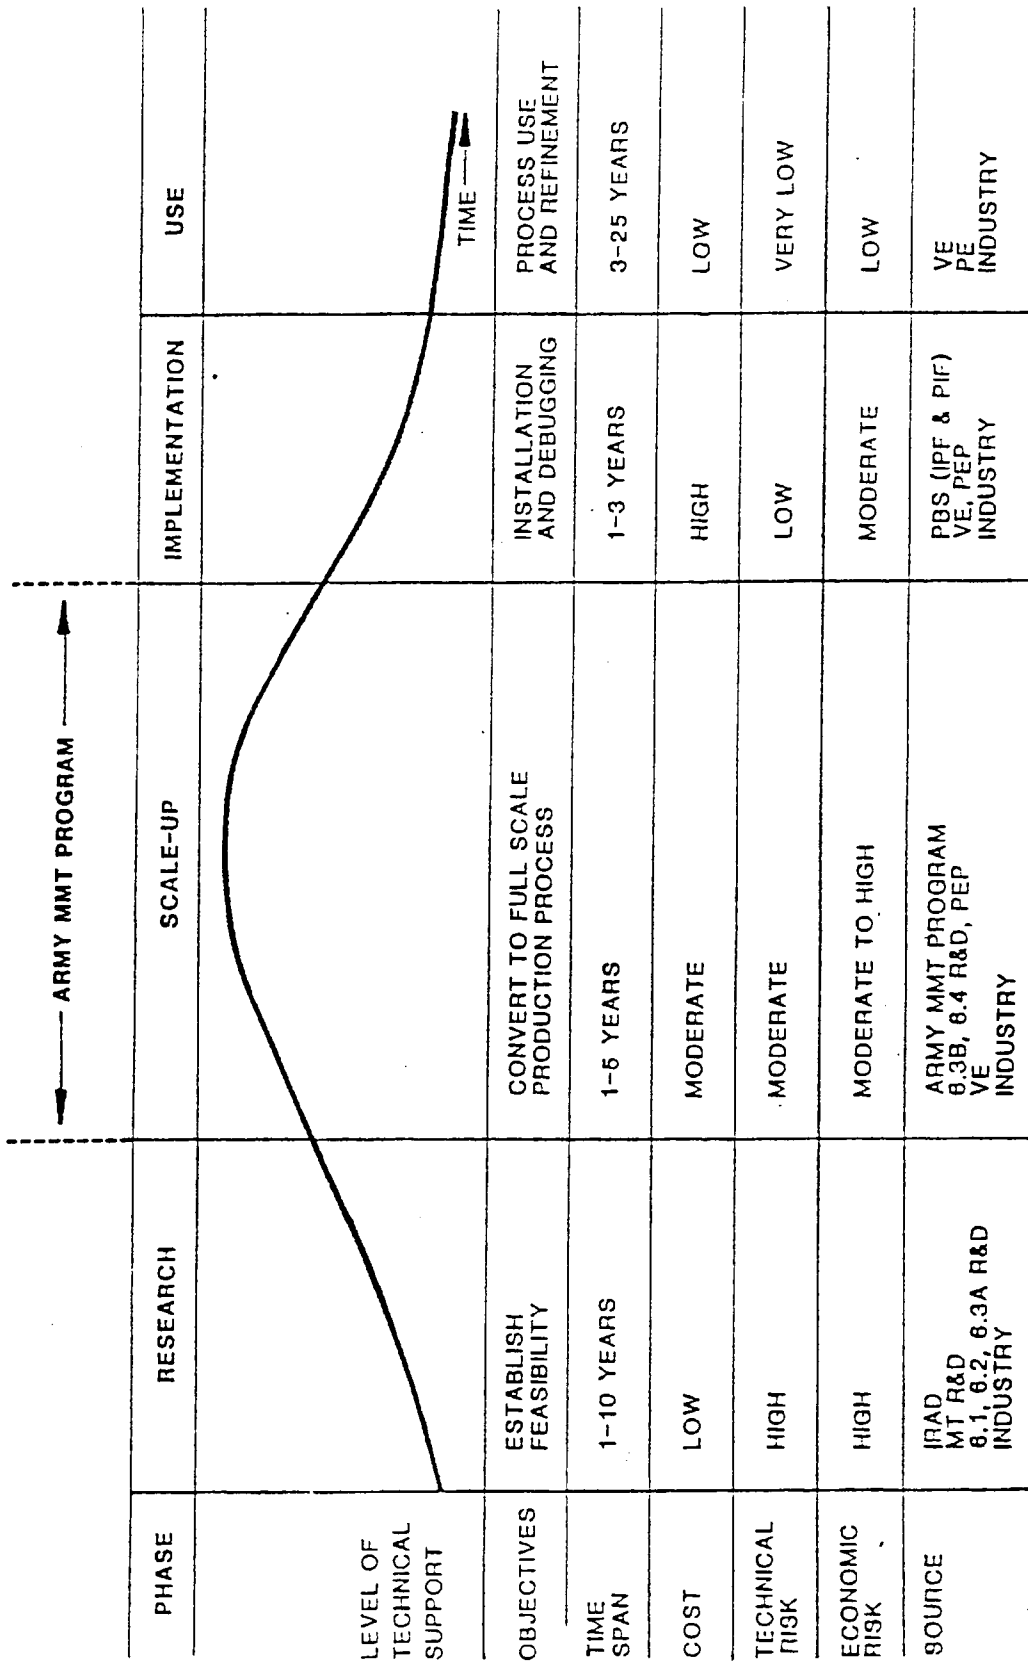 ARMY MMT PROGRAM
PHASE
RESEARCH
SCALE-UP
IMPLEMENTATION
USE
LEVEL OF
TECHNICAL
SUPPORT
TIME
OBJECTIVES
ESTABLISH
FEASIBILITY
CONVERT TO FULL SCALE
PRODUCTION PROCESS
INSTALLATION
AND DEBUGGING
PROCESS USE
AND REFINEMENT
TIME
SPAN
1-10 YEARS
1-5 YEARS
1-3 YEARS
3-25 YEARS
COST
LOW
MODERATE
HIGH
LOW
TECHNICAL
RISK
HIGH
MODERATE
LOW
VERY LOW
ECONOMIC
RISK
HIGH
MODERATE TO HIGH
MODERATE
LOW
SOURCE
IRAD
MT R&D
6.1, 6.2, 6.3A R&D
INDUSTRY
ARMY MMT PROGRAM
6.3B, 6.4 R&D, PEP
VE
INDUSTRY
PBS (IPF & PIF)
VE, PEP
INDUSTRY
VE
PE
INDUSTRY